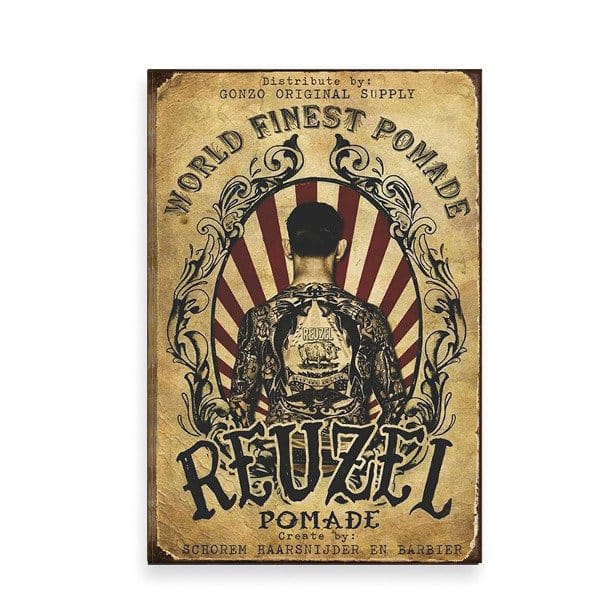 Distribute by:
GONZO ORIGINAL SUPPLY
WORLD FINEST POMADE
REUZEL
REUZEL
POMADE
Create by:
SCHOREM HAARSNIJDER EN BARBIER